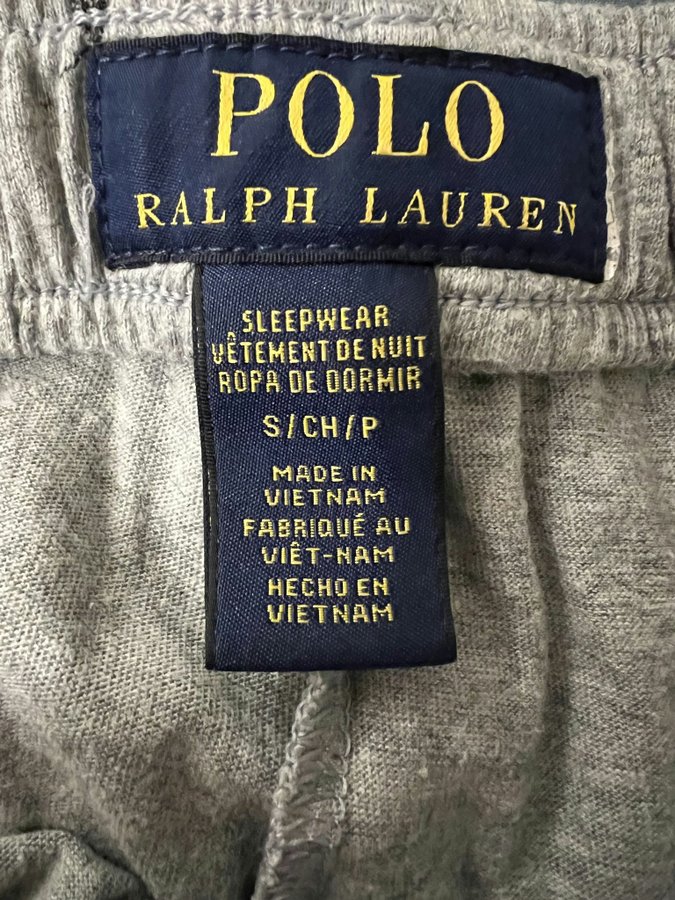 POLO
RALPH LAUREN
SLEEPWEAR
VÊTEMENT DE NUIT
ROPA DE DORMIR
S/CH/P
MADE IN
VIETNAM
FABRIQUÉ AU
VIÊT-NAM
HECHO EN
VIETNAM